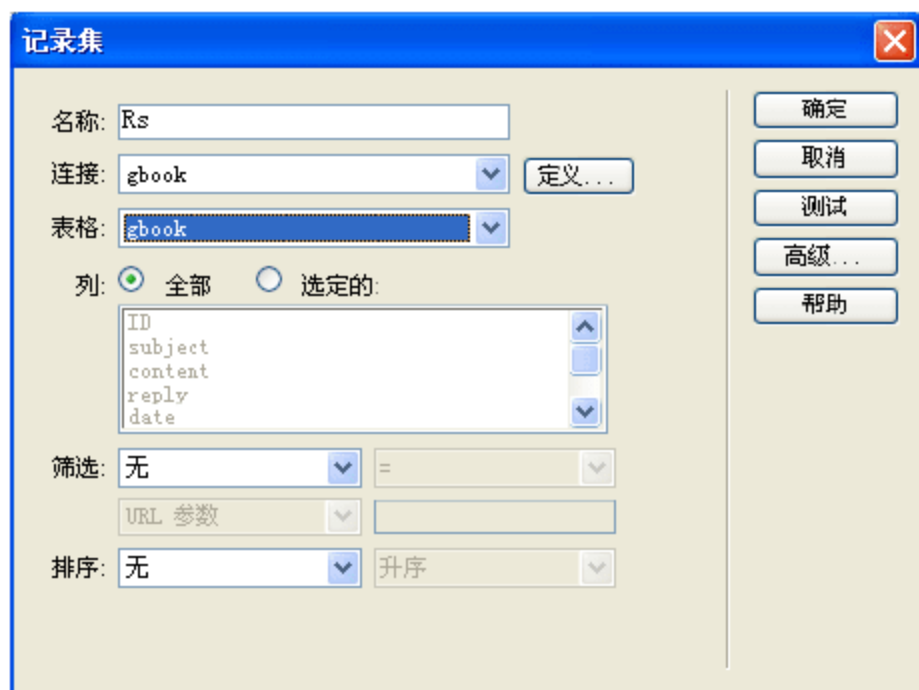 记录集
名称: Rs
确定
连接: gbook 定义...
取消
表格: gbook
测试
列: 全部 选定的:
高级...
ID
帮助
subject
content
reply
date
筛选: 无 =
URL 参数
排序: 无 升序